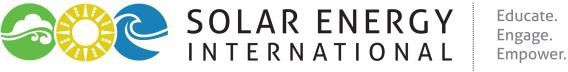 SOLAR ENERGY
INTERNATIONAL
Educate.
Engage.
Empower.